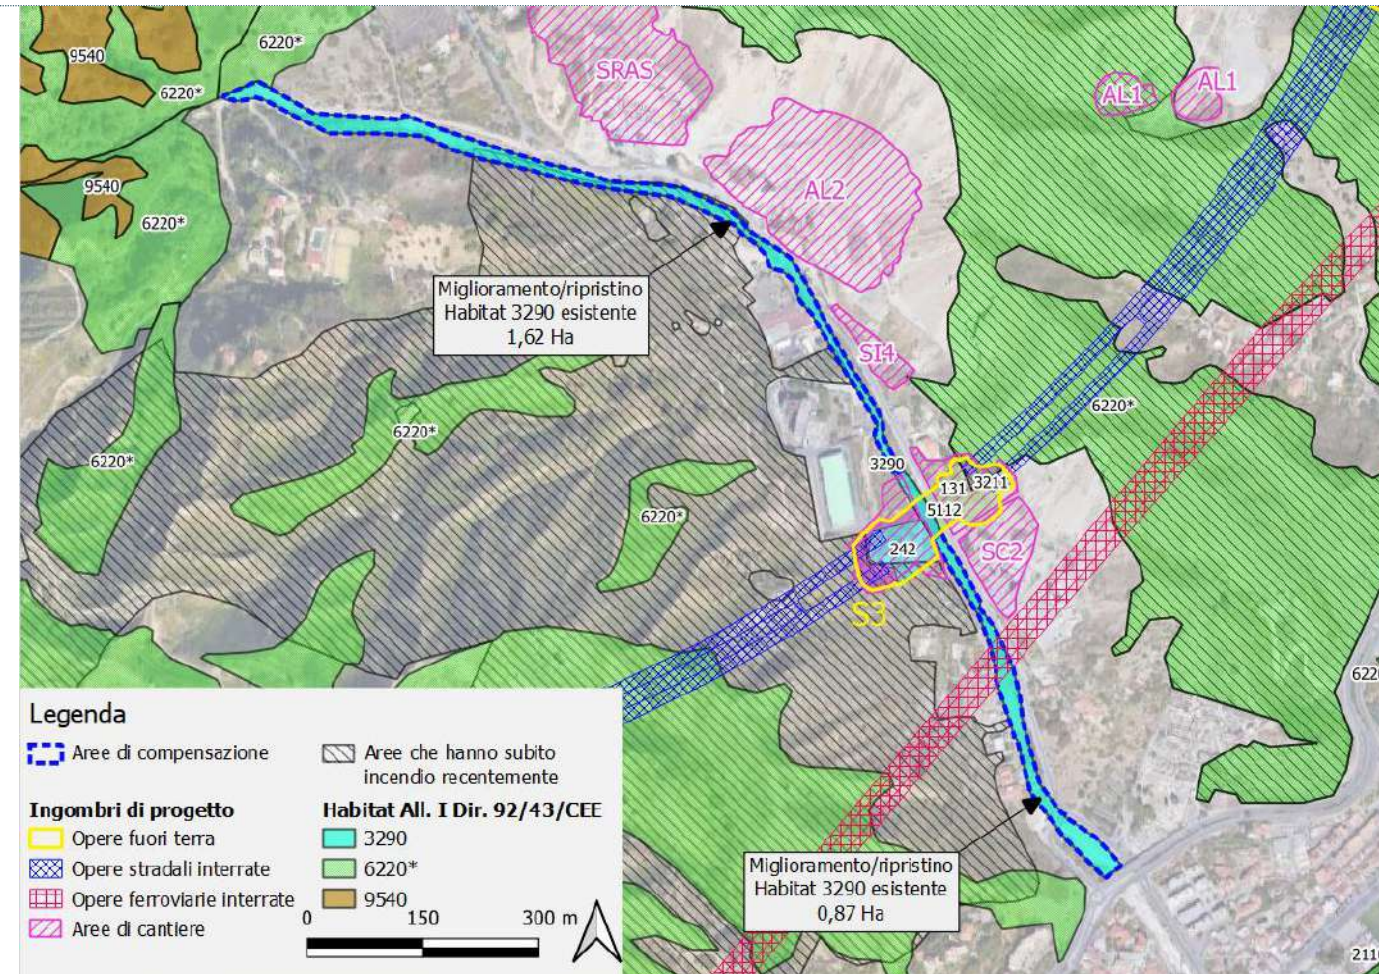 6220*
9540
6220*
SRAS
AL1
AL1
9540
6220*
AL2
Miglioramento/ripristino
Habitat 3290 esistente
1,62 Ha
SI4
6220*
6220*
6220*
3290
131
3211
5112
6220*
242
SC2
S3
622
Legenda
Aree di compensazione
Aree che hanno subito
incendio recentemente
Ingombri di progetto
Habitat All. I Dir. 92/43/CEE
Opere fuori terra
3290
Opere stradali interrate
6220*
Opere ferroviarie interrate
9540
Aree di cantiere
0 150 300 m
Miglioramento/ripristino
Habitat 3290 esistente
0,87 Ha
211